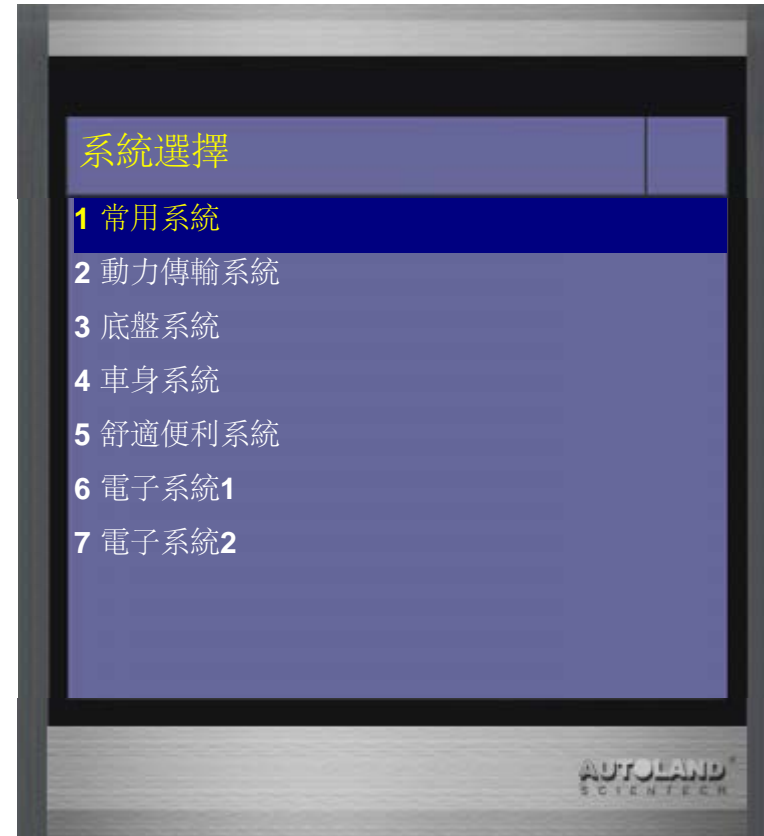 系統選擇
1 常用系統
2 動力傳輸系統
3 底盤系統
4 車身系統
5 舒適便利系統
6 電子系統1
7 電子系統2
AUTOLAND
SCIENTECH